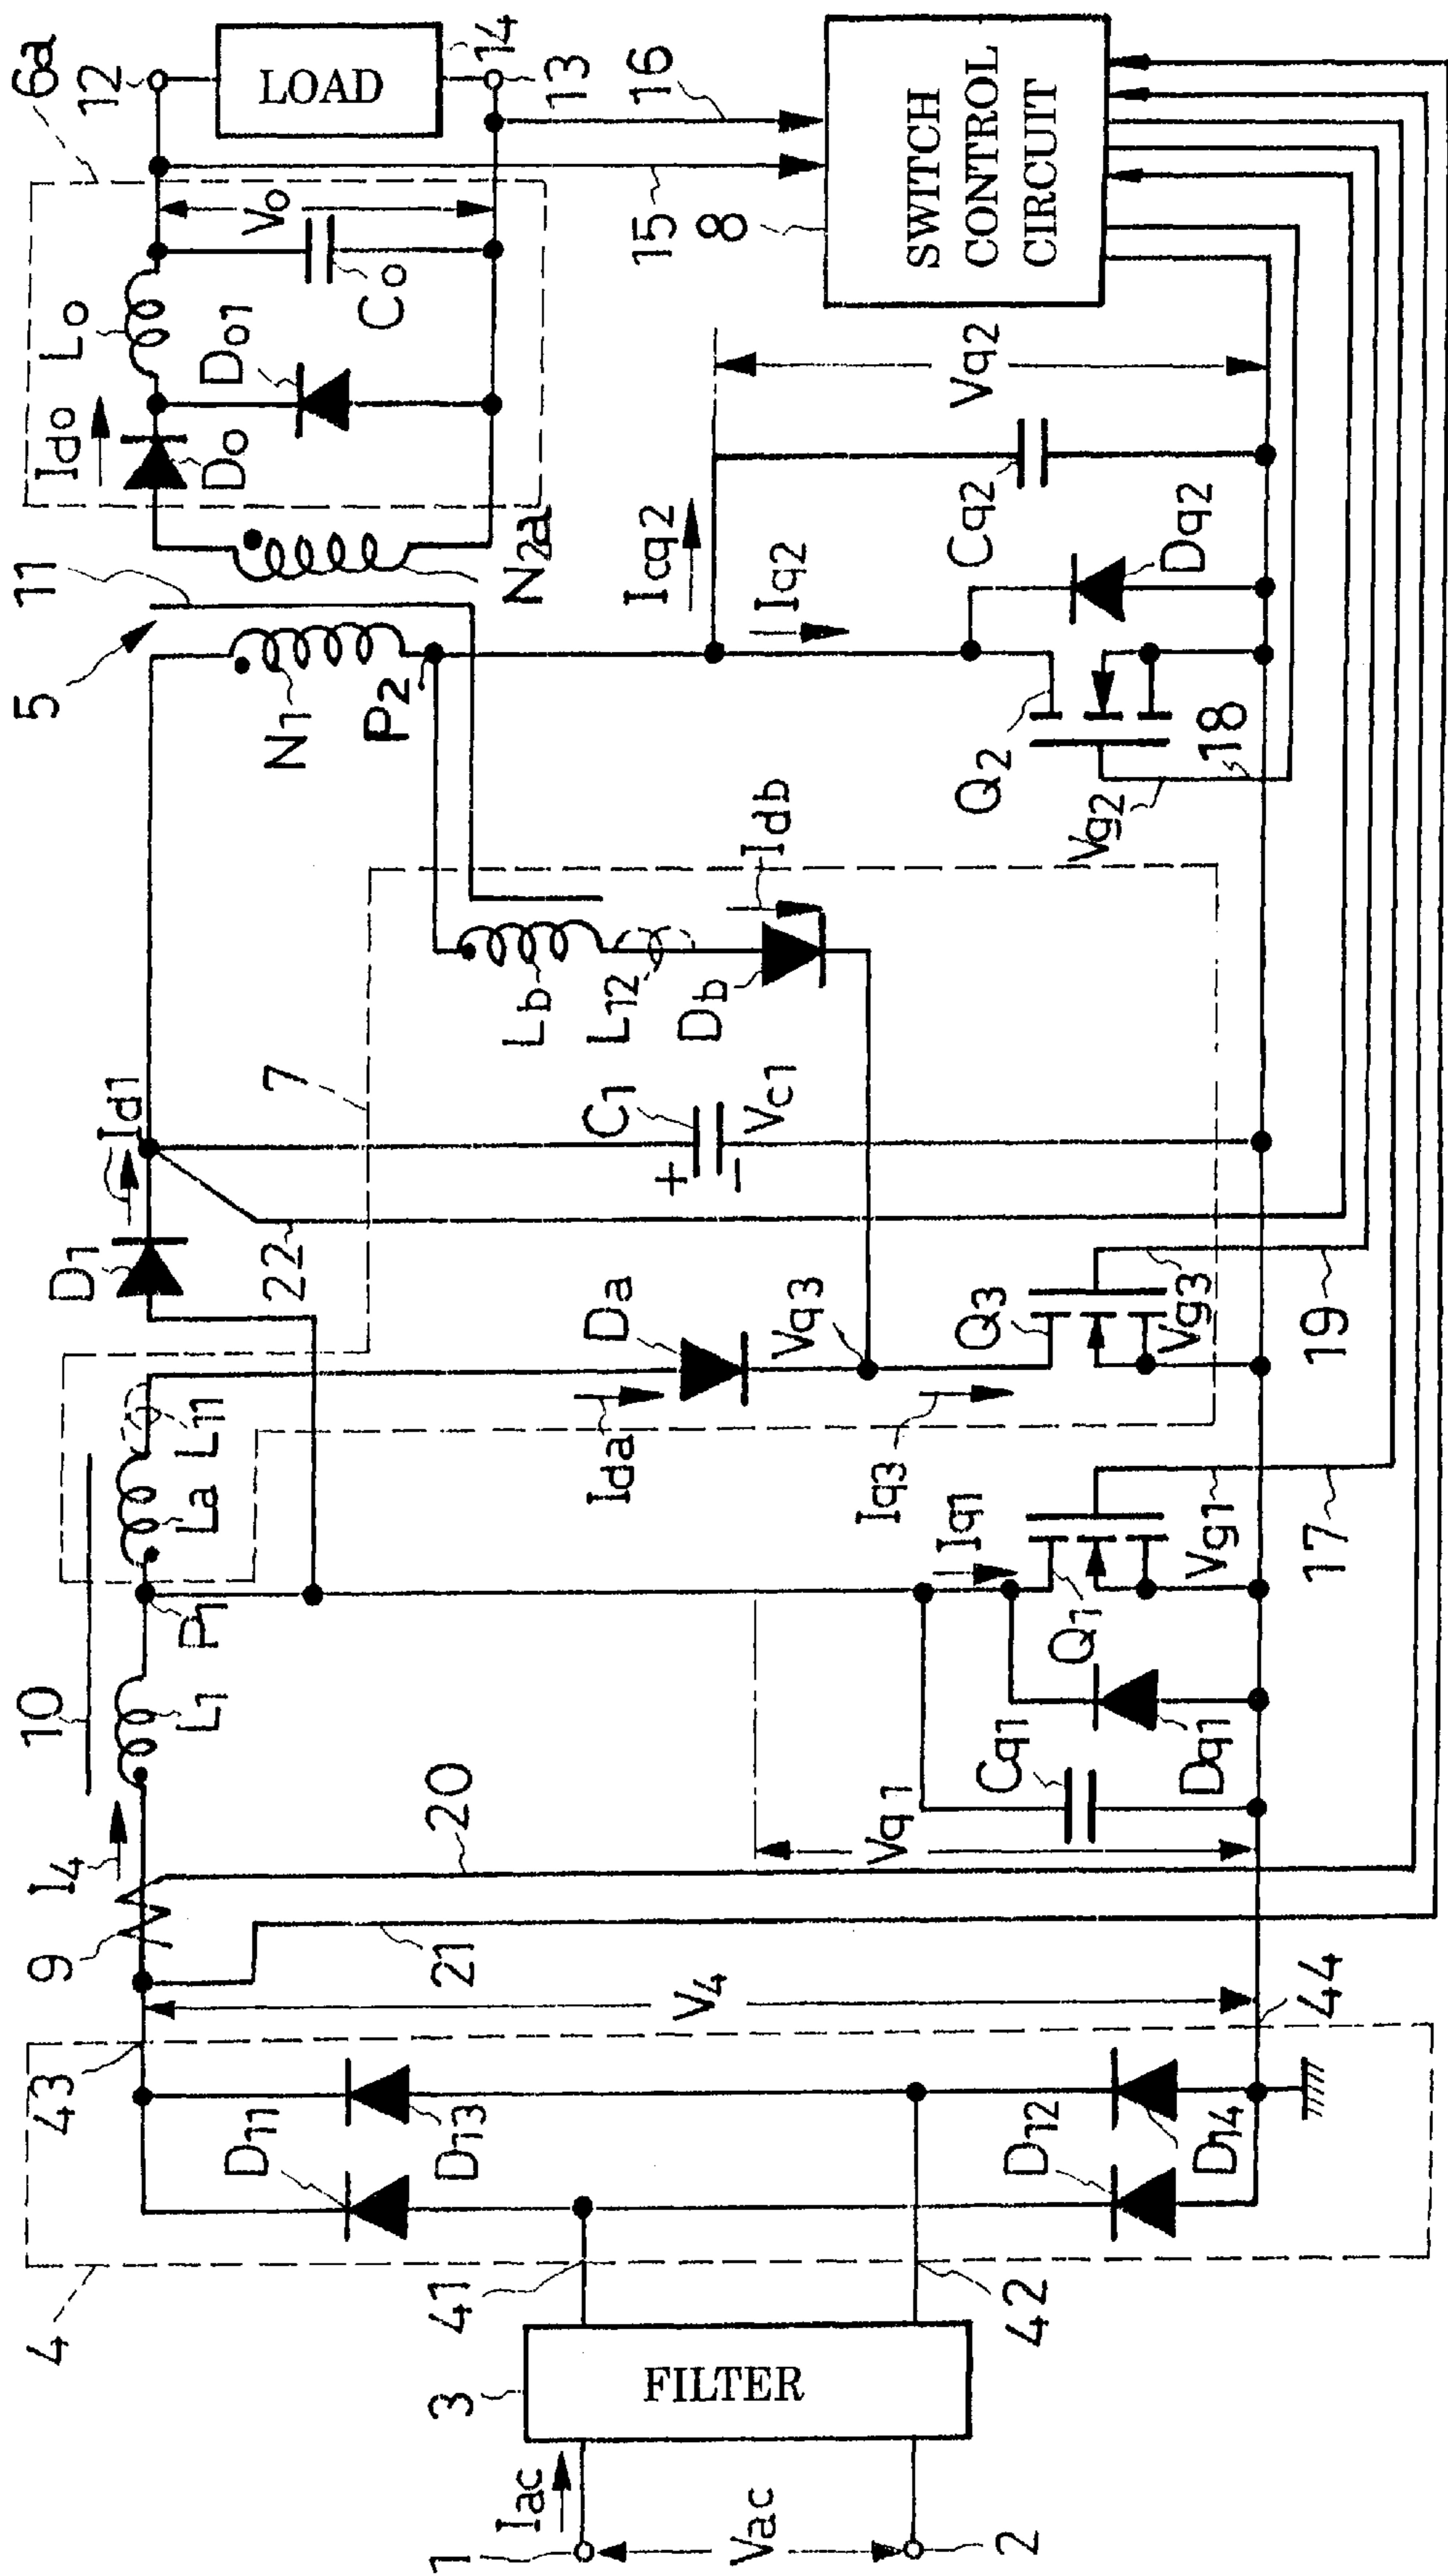 1
2
Iac
Vac
3
FILTER
41
42
4
D11
D13
D12
D14
43
44
V4
9
I4
21
20
10
L1
P1
La
L11
Vq1
Cq1
Dq1
Q1
Iq1
Vg1
17
Ida
Da
Vq3
Iq3
Q3
Vg3
19
D1
Id1
22
7
C1
+
−
Vc1
Lb
L12
Db
Idb
5
11
N1
P2
N2a
Icq2
Iq2
Q2
Vg2
18
Dq2
Cq2
Vq2
6a
Ido
Do
Do1
Lo
Co
Vo
12
LOAD
14
13
15
16
8
SWITCH
CONTROL
CIRCUIT